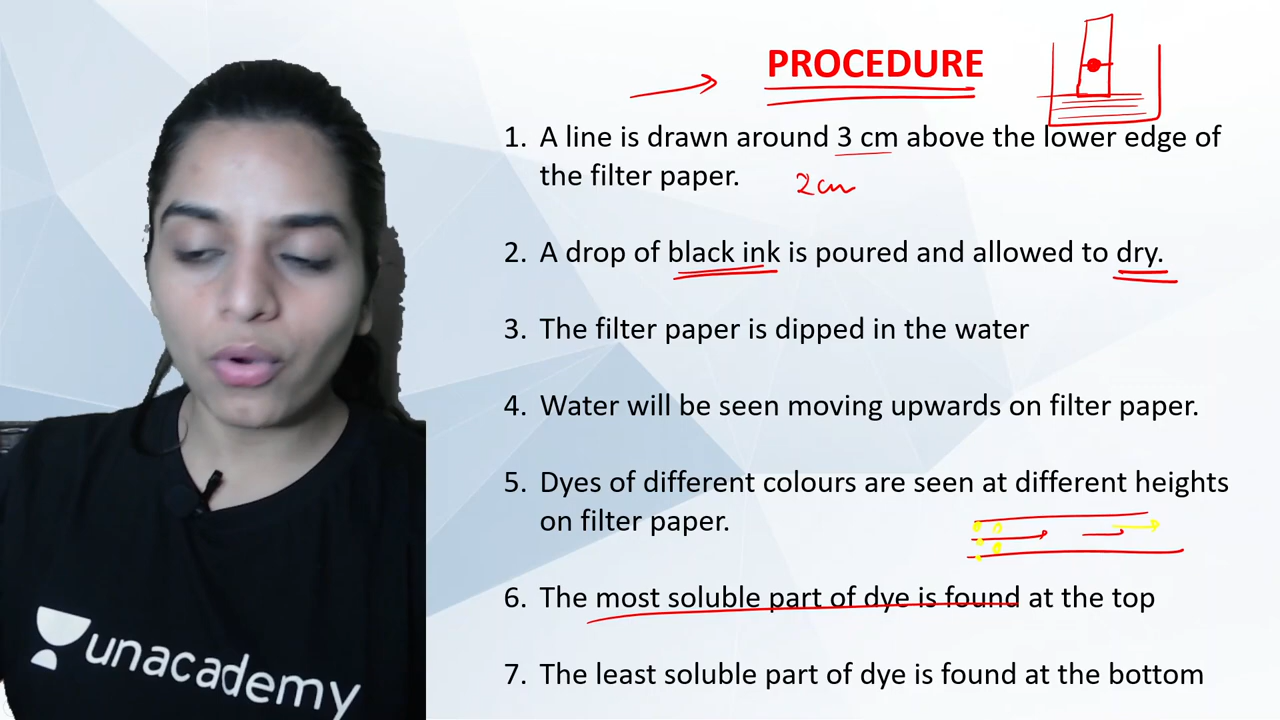 PROCEDURE
1. A line is drawn around 3 cm above the lower edge of
the filter paper.
2cm
2. A drop of black ink is poured and allowed to dry.
3. The filter paper is dipped in the water
4. Water will be seen moving upwards on filter paper.
5. Dyes of different colours are seen at different heights
on filter paper.
6. The most soluble part of dye is found at the top
7. The least soluble part of dye is found at the bottom
unacademy